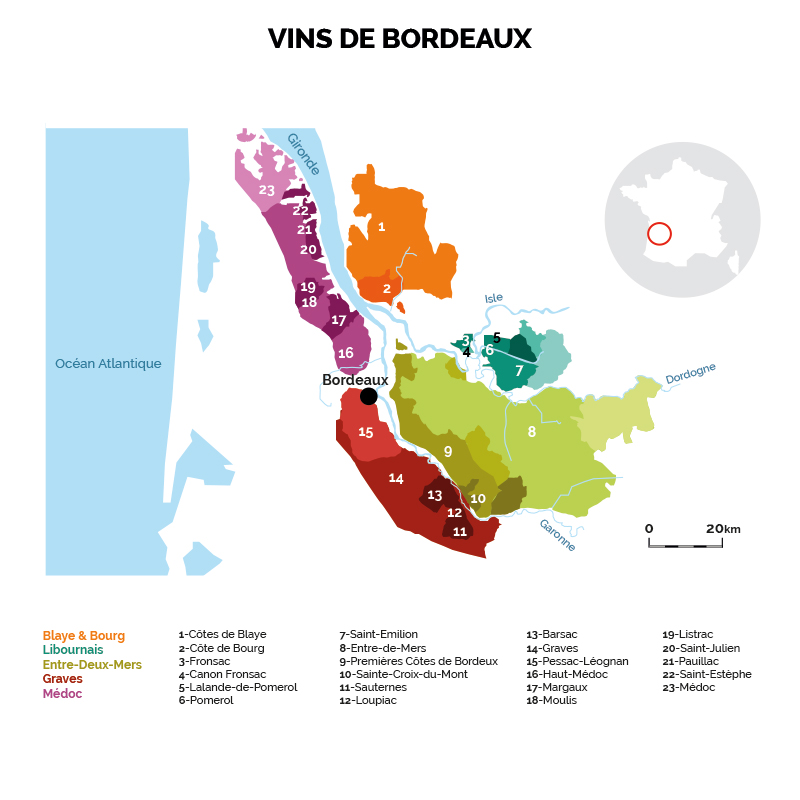 VINS DE BORDEAUX
Gironde
23
22
21
20
19
18
17
16
1
2
Isle
3
4
5
6
7
Océan Atlantique
Bordeaux
Dordogne
15
14
13
12
11
8
9
10
Garonne
0 20km
Blaye & Bourg
Libournais
Entre-Deux-Mers
Graves
Médoc
1-Côtes de Blaye
2-Côte de Bourg
3-Fronsac
4-Canon Fronsac
5-Lalande-de-Pomerol
6-Pomerol
7-Saint-Emilion
8-Entre-de-Mers
9-Premières Côtes de Bordeux
10-Sainte-Croix-du-Mont
11-Sauternes
12-Loupiac
13-Barsac
14-Graves
15-Pessac-Léognan
16-Haut-Médoc
17-Margaux
18-Moulis
19-Listrac
20-Saint-Julien
21-Pauillac
22-Saint-Estèphe
23-Médoc